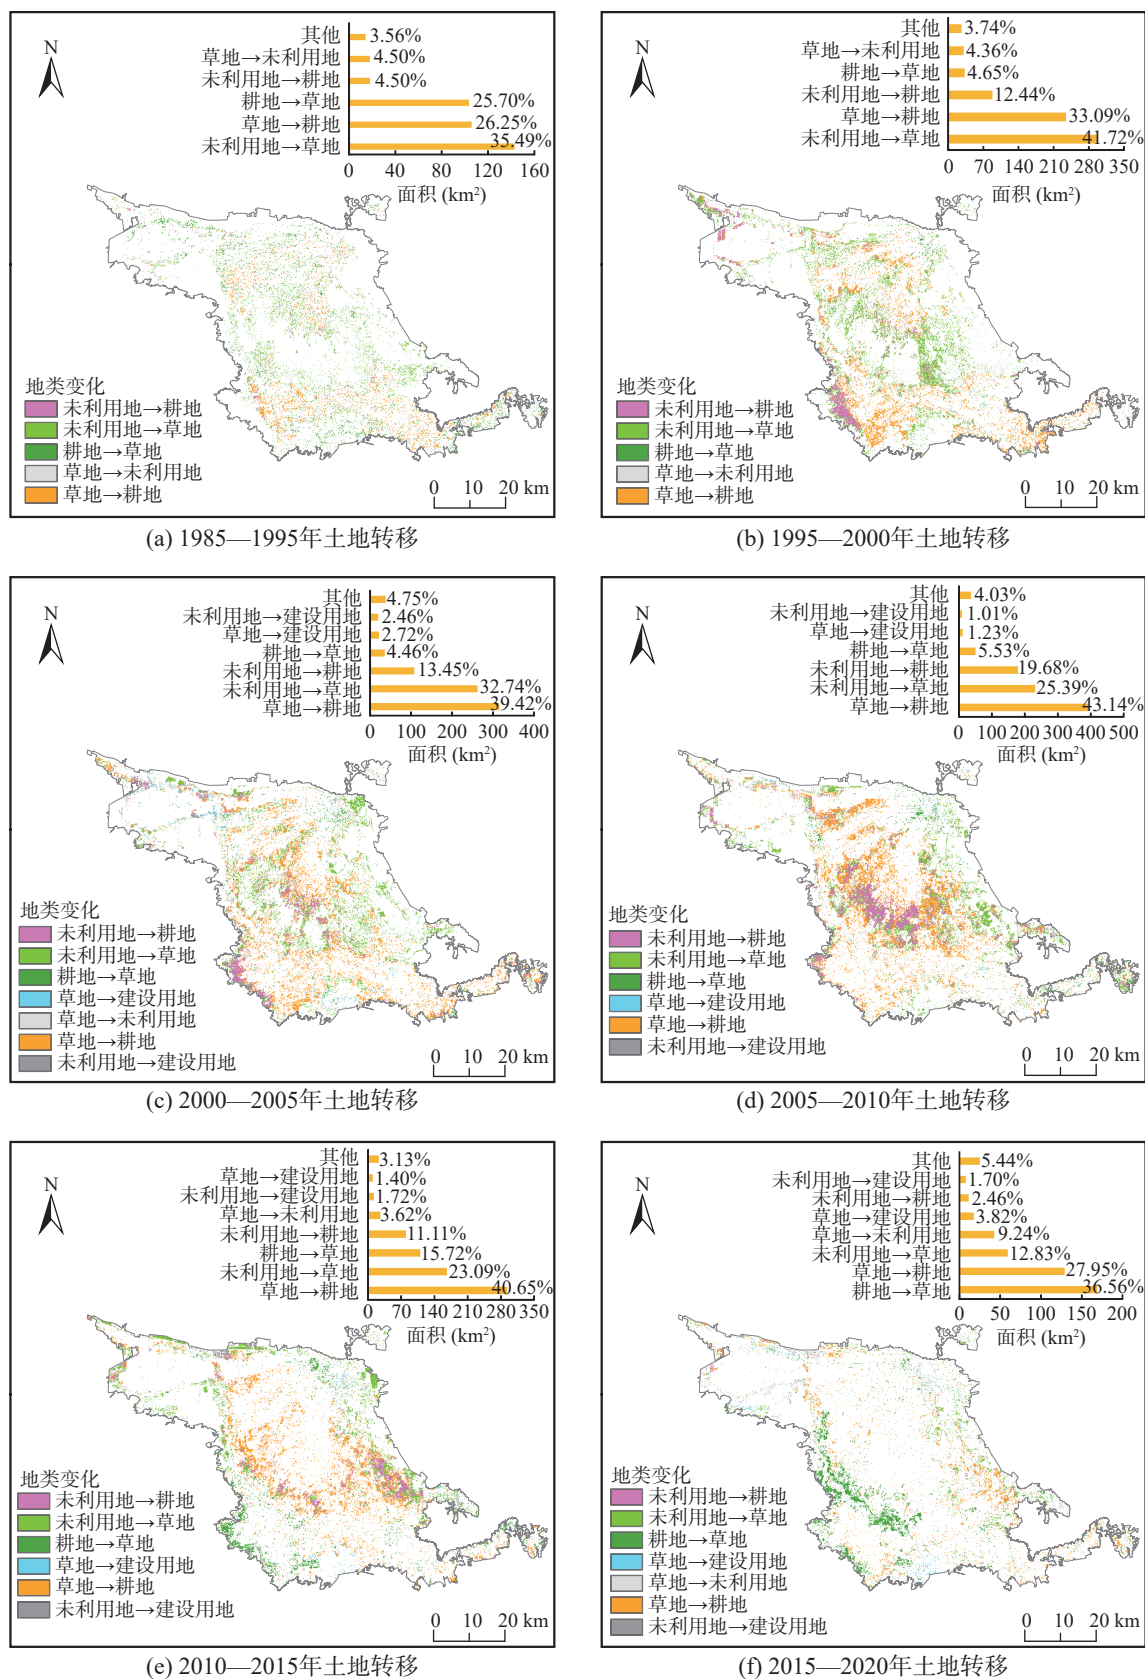 N
其他 3.56%
草地→未利用地 4.50%
未利用地→耕地 4.50%
耕地→草地 25.70%
草地→耕地 26.25%
未利用地→草地 35.49%
0 40 80 120 160
面积 (km²)
地类变化
未利用地→耕地
未利用地→草地
耕地→草地
草地→未利用地
草地→耕地
0 10 20 km
(a) 1985—1995年土地转移
N
其他 3.74%
草地→未利用地 4.36%
耕地→草地 4.65%
未利用地→耕地 12.44%
草地→耕地 33.09%
未利用地→草地 41.72%
0 70 140 210 280 350
面积 (km²)
地类变化
未利用地→耕地
未利用地→草地
耕地→草地
草地→未利用地
草地→耕地
0 10 20 km
(b) 1995—2000年土地转移
N
其他 4.75%
未利用地→建设用地 2.46%
草地→建设用地 2.72%
耕地→草地 4.46%
未利用地→耕地 13.45%
未利用地→草地 32.74%
草地→耕地 39.42%
0 100 200 300 400
面积 (km²)
地类变化
未利用地→耕地
未利用地→草地
耕地→草地
草地→建设用地
草地→未利用地
草地→耕地
未利用地→建设用地
0 10 20 km
(c) 2000—2005年土地转移
N
其他 4.03%
未利用地→建设用地 1.01%
草地→建设用地 1.23%
耕地→草地 5.53%
未利用地→耕地 19.68%
未利用地→草地 25.39%
草地→耕地 43.14%
0 100 200 300 400 500
面积 (km²)
地类变化
未利用地→耕地
未利用地→草地
耕地→草地
草地→建设用地
草地→耕地
未利用地→建设用地
0 10 20 km
(d) 2005—2010年土地转移
N
其他 3.13%
草地→建设用地 1.40%
未利用地→建设用地 1.72%
草地→未利用地 3.62%
未利用地→耕地 11.11%
耕地→草地 15.72%
未利用地→草地 23.09%
草地→耕地 40.65%
0 70 140 210 280 350
面积 (km²)
地类变化
未利用地→耕地
未利用地→草地
耕地→草地
草地→建设用地
草地→耕地
未利用地→建设用地
0 10 20 km
(e) 2010—2015年土地转移
N
其他 5.44%
未利用地→建设用地 1.70%
未利用地→耕地 2.46%
草地→建设用地 3.82%
草地→未利用地 9.24%
未利用地→草地 12.83%
草地→耕地 27.95%
耕地→草地 36.56%
0 50 100 150 200
面积 (km²)
地类变化
未利用地→耕地
未利用地→草地
耕地→草地
草地→建设用地
草地→未利用地
草地→耕地
未利用地→建设用地
0 10 20 km
(f) 2015—2020年土地转移